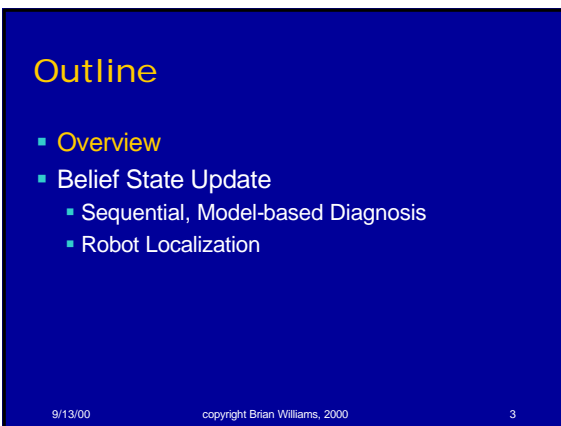 Outline
Overview
Belief State Update
Sequential, Model-based Diagnosis
Robot Localization
9/13/00 copyright Brian Williams, 2000 3